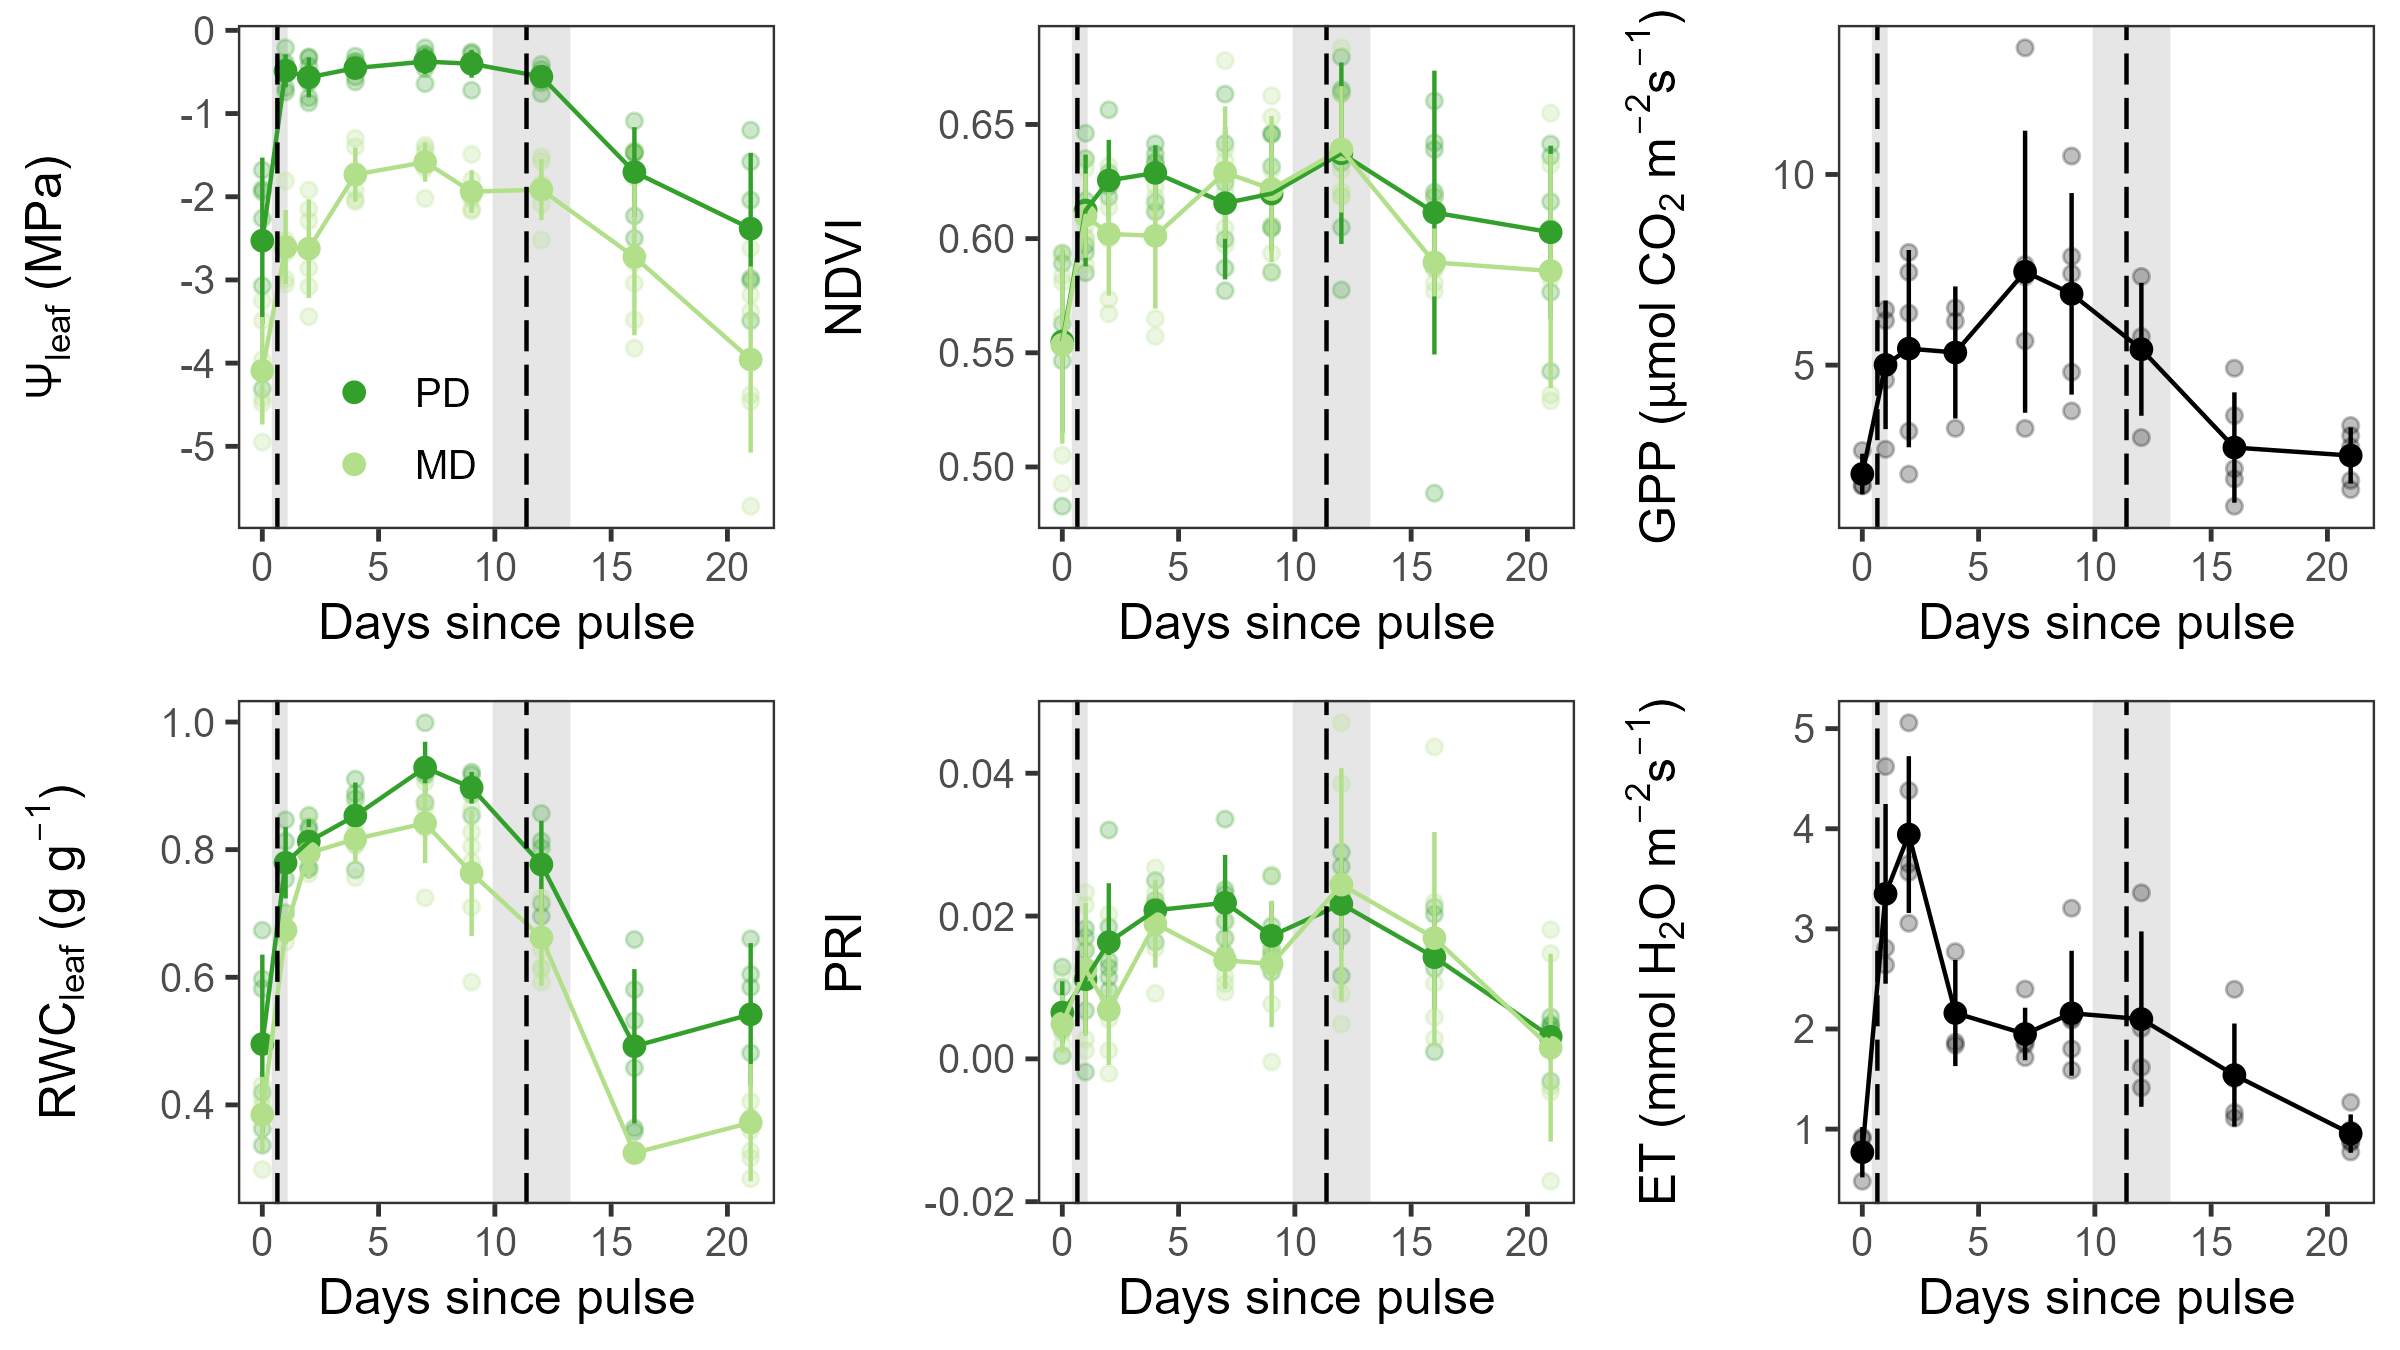 Ψleaf (MPa)
0
-1
-2
-3
-4
-5
PD
MD
0 5 10 15 20
Days since pulse
NDVI
0.65
0.60
0.55
0.50
0 5 10 15 20
Days since pulse
GPP (µmol CO₂ m⁻²s⁻¹)
10
5
0 5 10 15 20
Days since pulse
RWCleaf (g g⁻¹)
1.0
0.8
0.6
0.4
0 5 10 15 20
Days since pulse
PRI
0.04
0.02
0.00
-0.02
0 5 10 15 20
Days since pulse
ET (mmol H₂O m⁻²s⁻¹)
5
4
3
2
1
0 5 10 15 20
Days since pulse